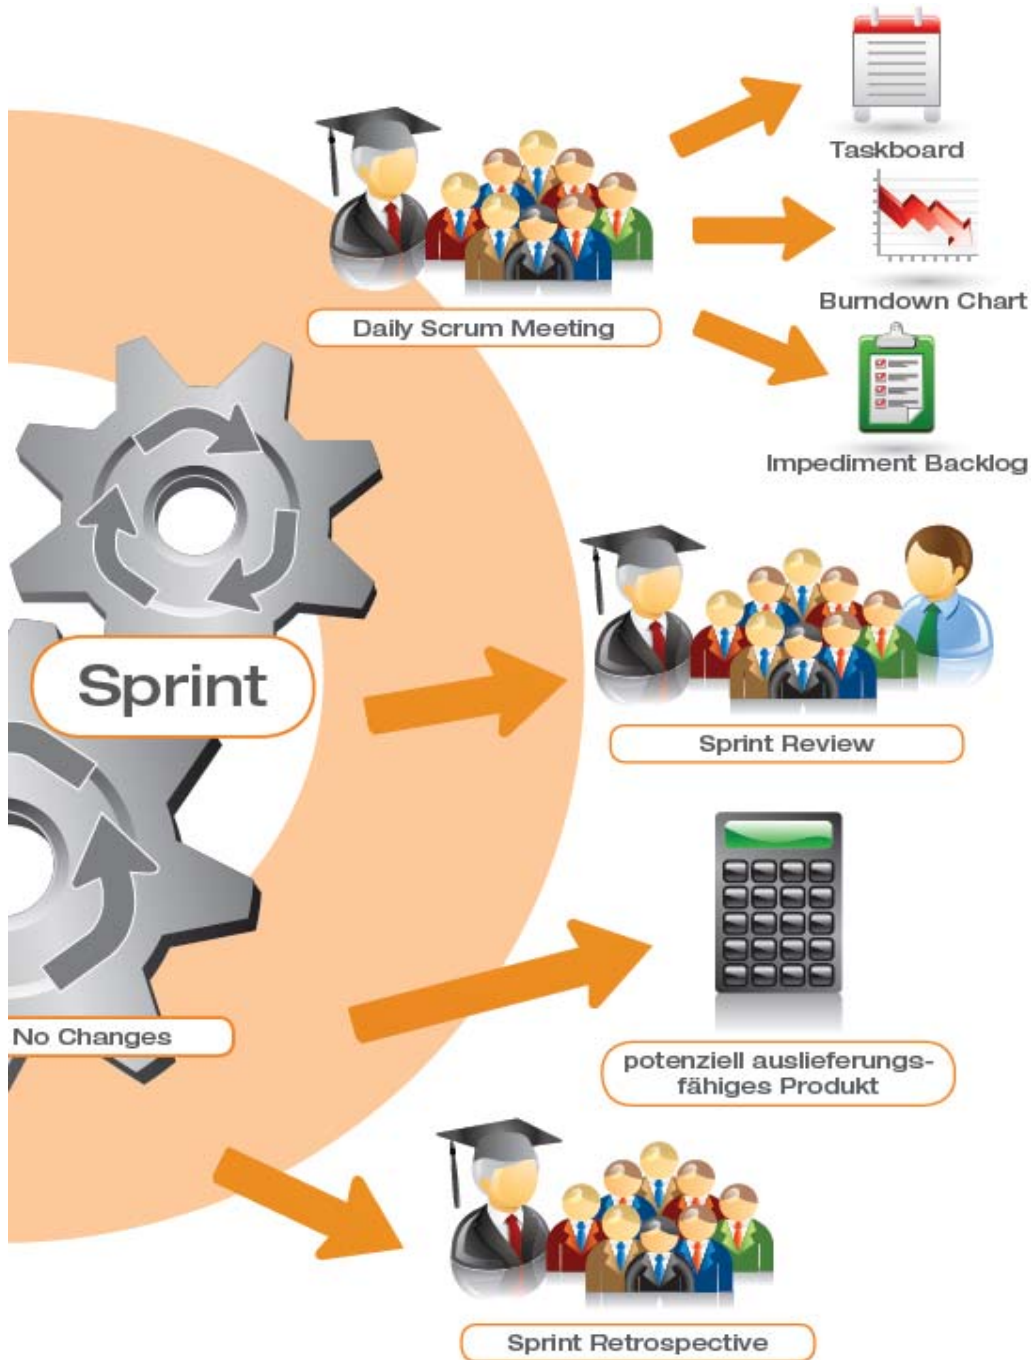 Taskboard
Burndown Chart
Daily Scrum Meeting
Impediment Backlog
Sprint
Sprint Review
No Changes
potenziell auslieferungs-
fähiges Produkt
Sprint Retrospective